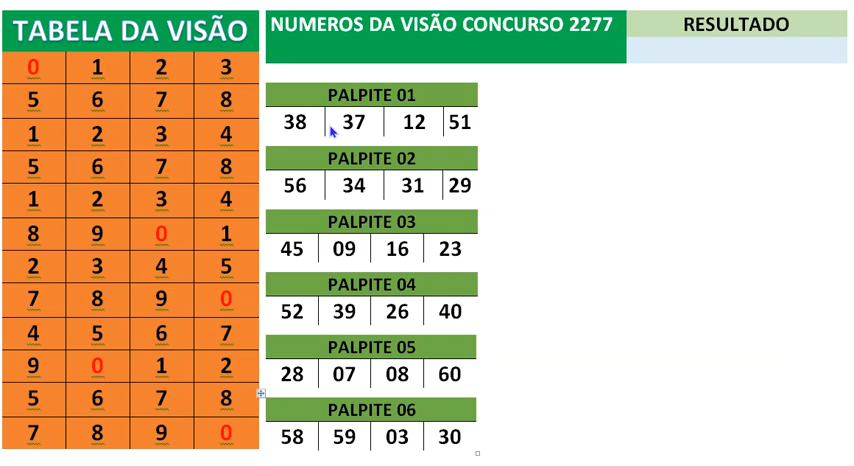 TABELA DA VISÃO
0 1 2 3
5 6 7 8
1 2 3 4
5 6 7 8
1 2 3 4
8 9 0 1
2 3 4 5
7 8 9 0
4 5 6 7
9 0 1 2
5 6 7 8
7 8 9 0
NUMEROS DA VISÃO CONCURSO 2277
RESULTADO
PALPITE 01
38 37 12 51
PALPITE 02
56 34 31 29
PALPITE 03
45 09 16 23
PALPITE 04
52 39 26 40
PALPITE 05
28 07 08 60
PALPITE 06
58 59 03 30